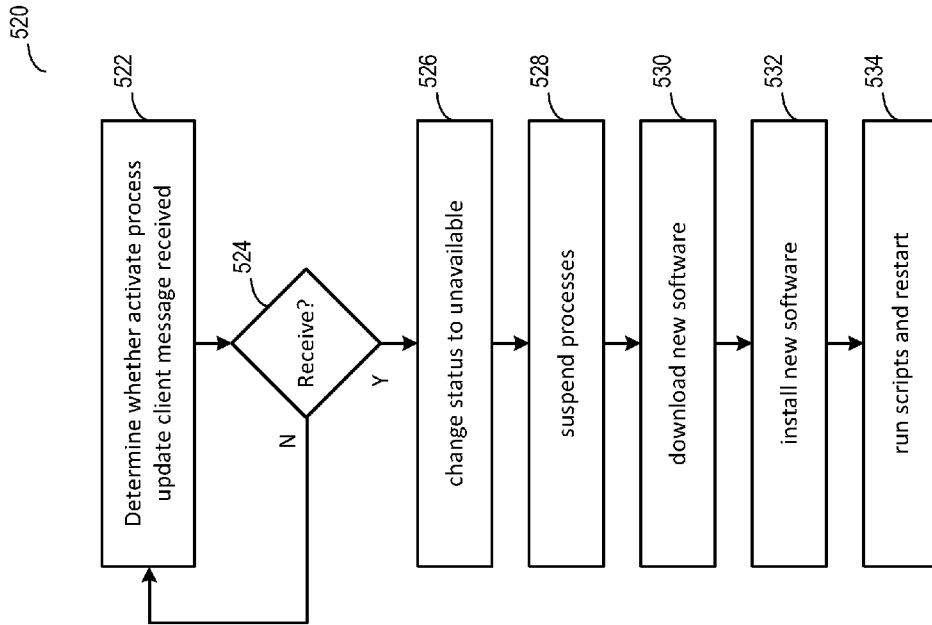 520
522
Determine whether activate process
update client message received
524
Receive?
N
Y
526
change status to unavailable
528
suspend processes
530
download new software
532
install new software
534
run scripts and restart